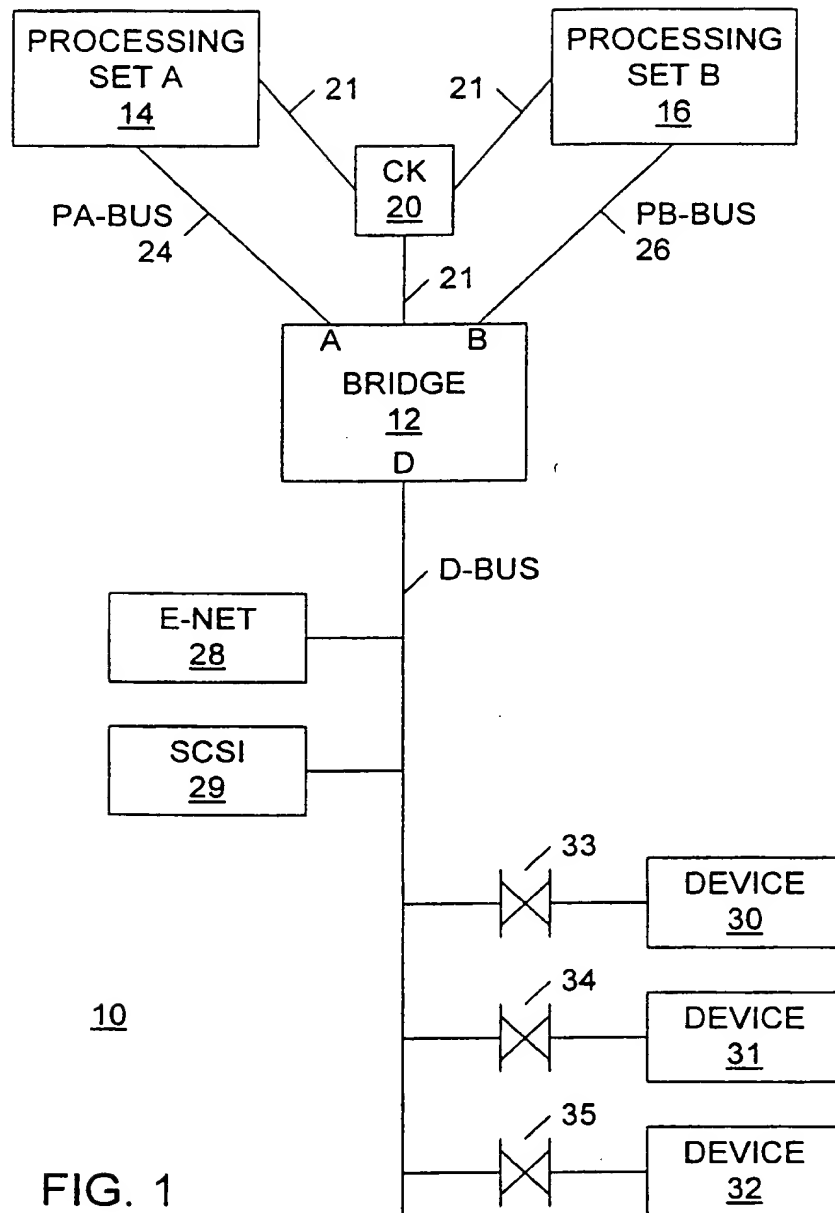 PROCESSING
SET A
14
PROCESSING
SET B
16
21
21
CK
20
PA-BUS
24
PB-BUS
26
21
A
B
BRIDGE
12
D
D-BUS
E-NET
28
SCSI
29
33
DEVICE
30
10
34
DEVICE
31
35
DEVICE
32
FIG. 1